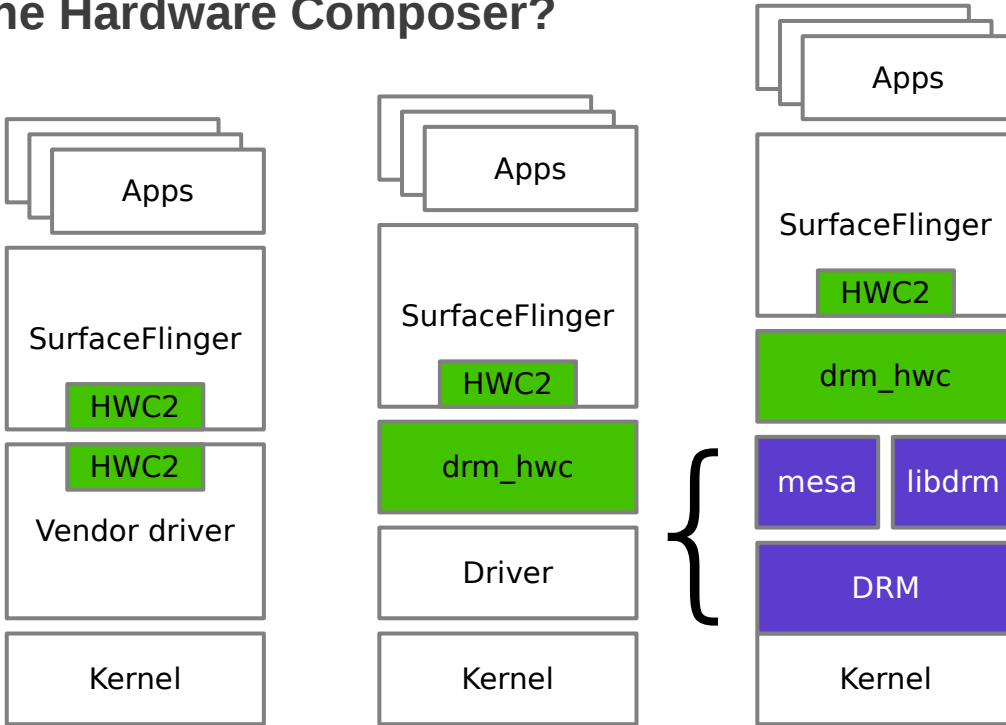 ne Hardware Composer?
Apps
SurfaceFlinger
HWC2
HWC2
Vendor driver
Kernel
Apps
SurfaceFlinger
HWC2
drm_hwc
Driver
Kernel
{
Apps
SurfaceFlinger
HWC2
drm_hwc
mesa libdrm
DRM
Kernel